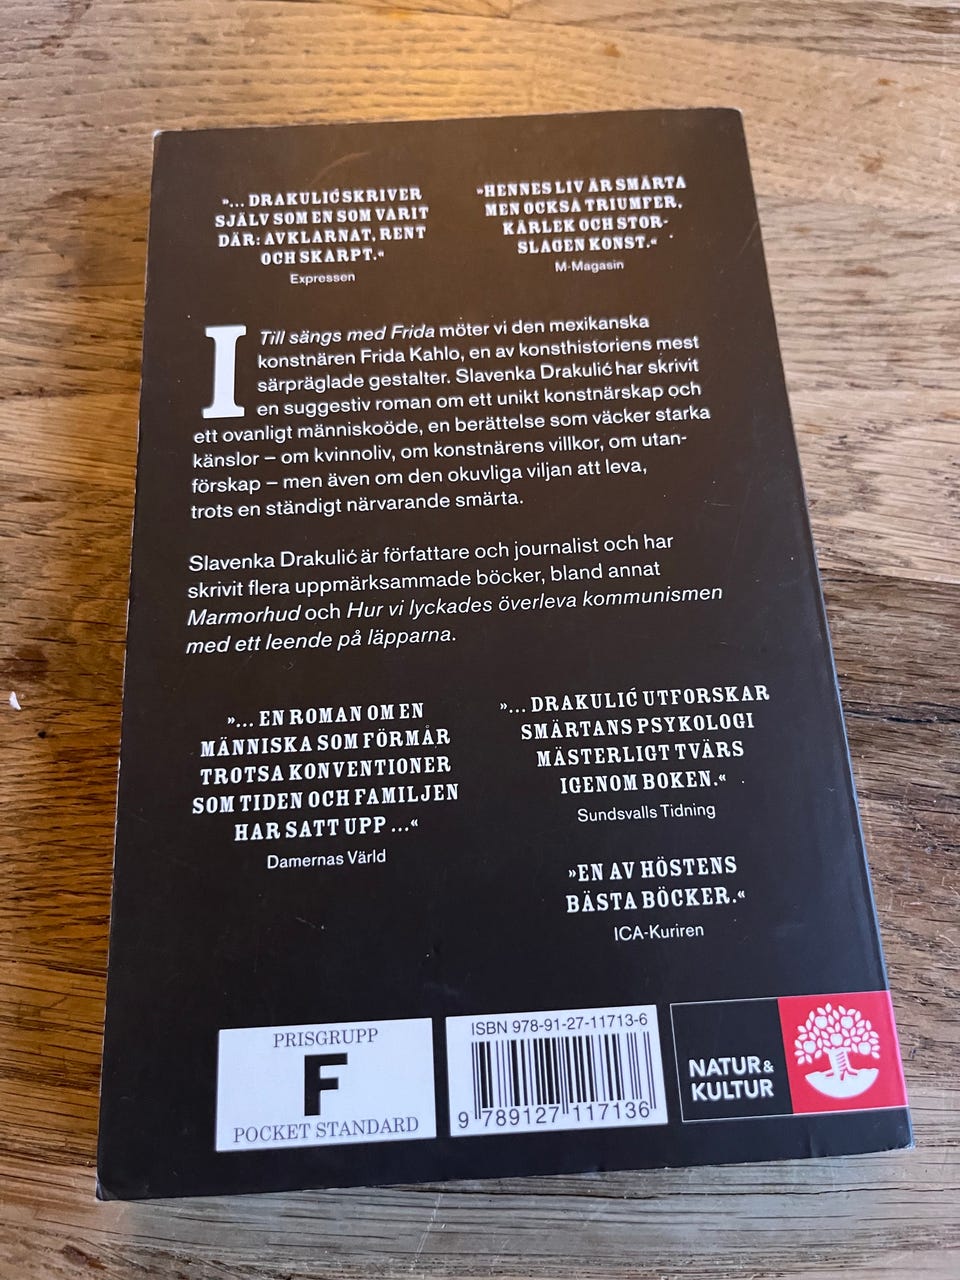 »... DRAKULIĆ SKRIVER
SJÄLV SOM EN SOM VARIT
DÄR: AVKLARNAT, RENT
OCH SKARPT.«
Expressen
»HENNES LIV ÄR SMÄRTA
MEN OCKSÅ TRIUMFER,
KÄRLEK OCH STOR-
SLAGEN KONST.«
M-Magasin
I Till sängs med Frida möter vi den mexikanska
konstnären Frida Kahlo, en av konsthistoriens mest
särpräglade gestalter. Slavenka Drakulić har skrivit
en suggestiv roman om ett unikt konstnärskap och
ett ovanligt människoöde, en berättelse som väcker starka
känslor – om kvinnoliv, om konstnärens villkor, om utan-
förskap – men även om den okuvliga viljan att leva,
trots en ständigt närvarande smärta.
Slavenka Drakulić är författare och journalist och har
skrivit flera uppmärksammade böcker, bland annat
Marmorhud och Hur vi lyckades överleva kommunismen
med ett leende på läpparna.
»... EN ROMAN OM EN
MÄNNISKA SOM FÖRMÅR
TROTSA KONVENTIONER
SOM TIDEN OCH FAMILJEN
HAR SATT UPP ...«
Damernas Värld
»... DRAKULIĆ UTFORSKAR
SMÄRTANS PSYKOLOGI
MÄSTERLIGT TVÄRS
IGENOM BOKEN.«
Sundsvalls Tidning
»EN AV HÖSTENS
BÄSTA BÖCKER.«
ICA-Kuriren
PRISGRUPP
F
POCKET STANDARD
ISBN 978-91-27-11713-6
9 789127 117136
NATUR &
KULTUR